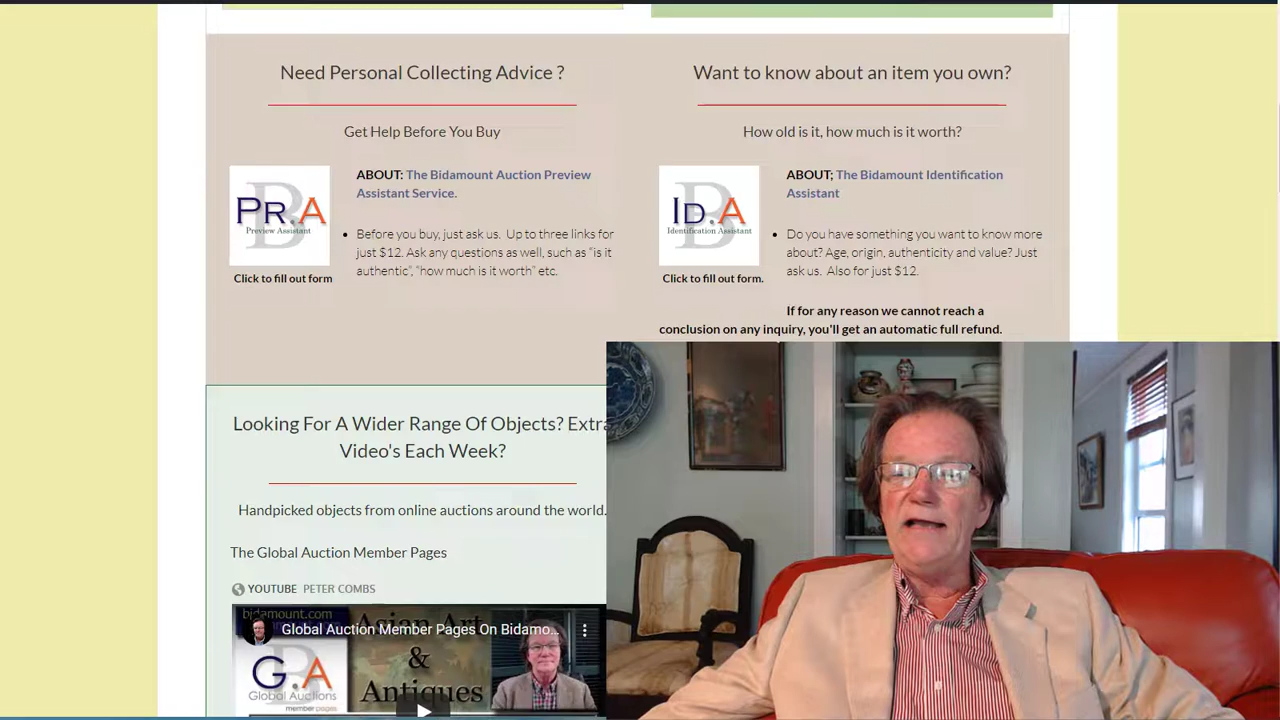 Need Personal Collecting Advice ?
Get Help Before You Buy
PR.A
Preview Assistant
Click to fill out form
ABOUT: The Bidamount Auction Preview
Assistant Service.
Before you buy, just ask us. Up to three links for
just $12. Ask any questions as well, such as "is it
authentic", "how much is it worth" etc.
Want to know about an item you own?
How old is it, how much is it worth?
ID.A
Identification Assistant
Click to fill out form.
ABOUT; The Bidamount Identification
Assistant
Do you have something you want to know more
about? Age, origin, authenticity and value? Just
ask us. Also for just $12.
If for any reason we cannot reach a
conclusion on any inquiry, you'll get an automatic full refund.
Looking For A Wider Range Of Objects? Extra
Video's Each Week?
Handpicked objects from online auctions around the world.
The Global Auction Member Pages
YOUTUBE PETER COMBS
bidamount.com
Global Auction Member Pages On Bidamo...
Asian Art
&
Antiques
G.A
Global Auctions
member pages